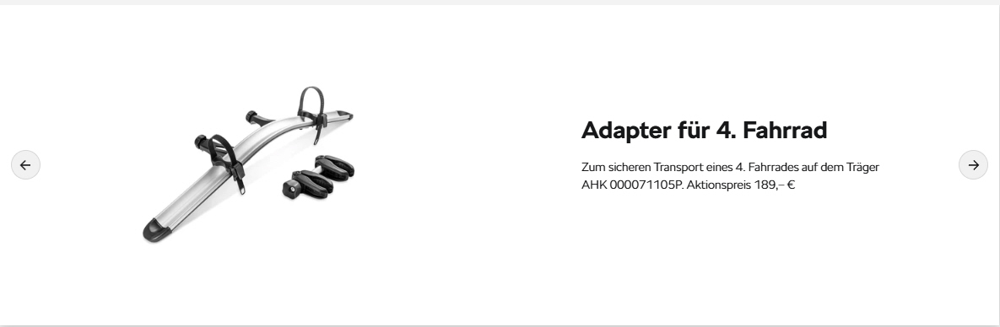 Adapter für 4. Fahrrad
Zum sicheren Transport eines 4. Fahrrades auf dem Träger
AHK 000071105P. Aktionspreis 189,– €